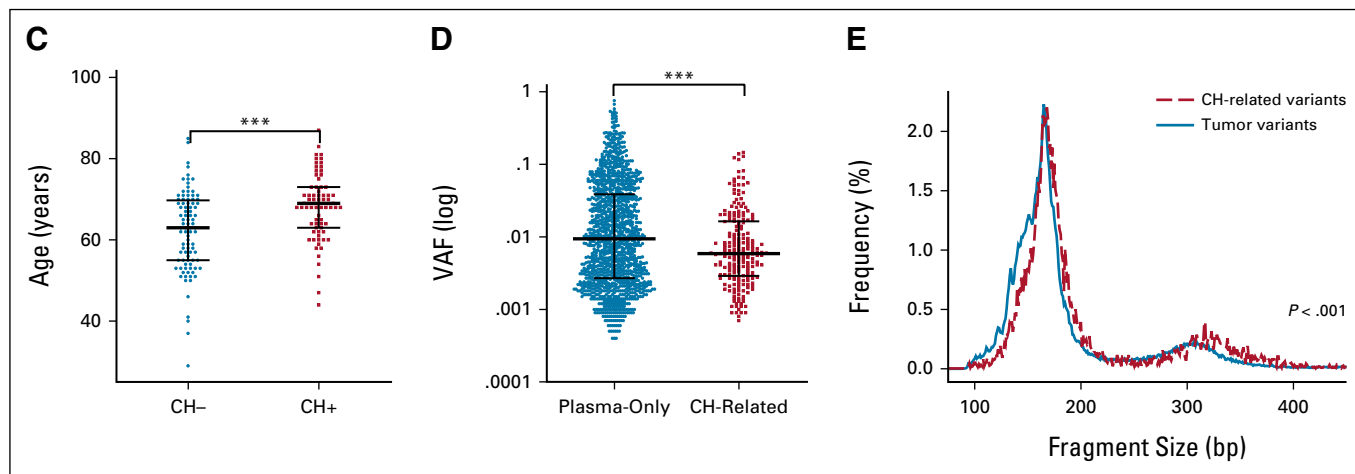 C
Age (years)
100
80
60
40
***
CH–
CH+
D
VAF (log)
1
.1
.01
.001
.0001
***
Plasma-Only
CH-Related
E
Frequency (%)
2.0
1.5
1.0
0.5
0.0
CH-related variants
Tumor variants
P < .001
100
200
300
400
Fragment Size (bp)